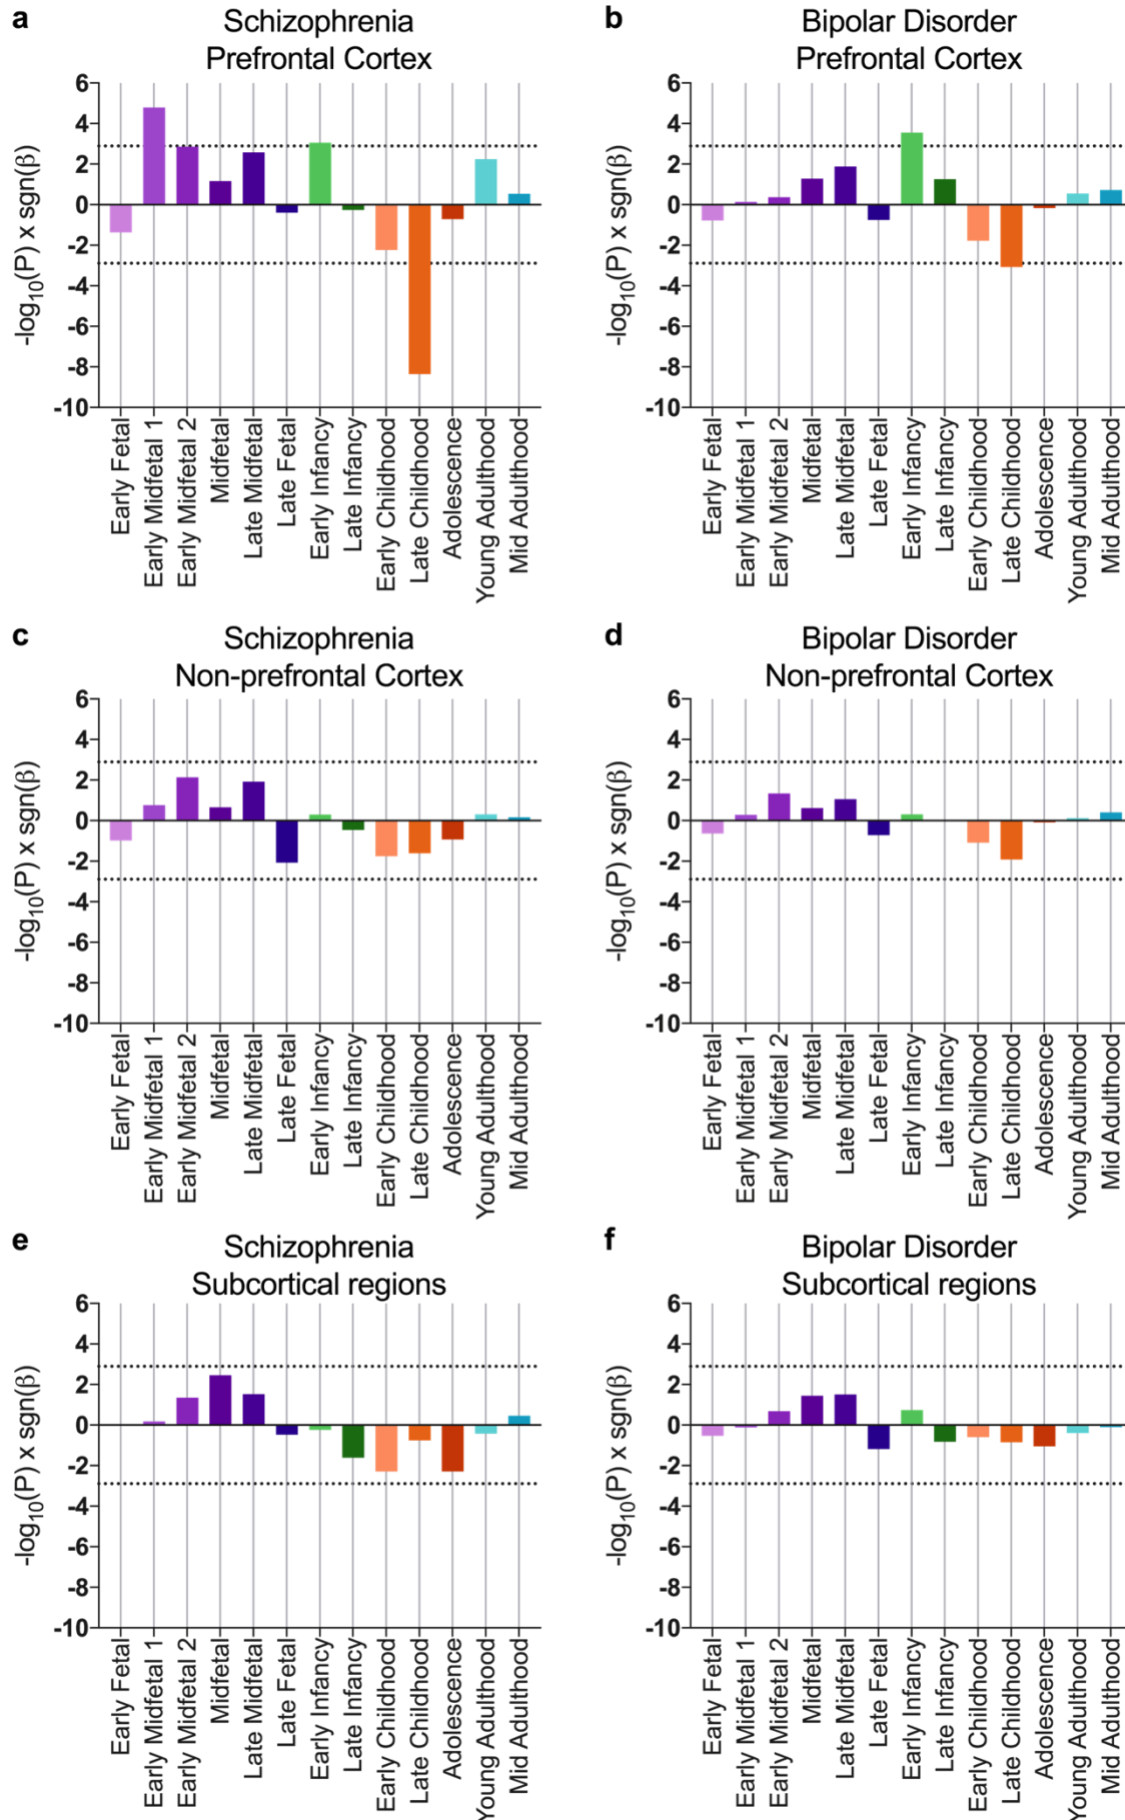 a
Schizophrenia
Prefrontal Cortex
6
4
2
0
-2
-4
-6
-8
-10
-log10(P) x sgn(β)
Early Fetal
Early Midfetal 1
Early Midfetal 2
Midfetal
Late Midfetal
Late Fetal
Early Infancy
Late Infancy
Early Childhood
Late Childhood
Adolescence
Young Adulthood
Mid Adulthood
b
Bipolar Disorder
Prefrontal Cortex
6
4
2
0
-2
-4
-6
-8
-10
-log10(P) x sgn(β)
Early Fetal
Early Midfetal 1
Early Midfetal 2
Midfetal
Late Midfetal
Late Fetal
Early Infancy
Late Infancy
Early Childhood
Late Childhood
Adolescence
Young Adulthood
Mid Adulthood
c
Schizophrenia
Non-prefrontal Cortex
6
4
2
0
-2
-4
-6
-8
-10
-log10(P) x sgn(β)
Early Fetal
Early Midfetal 1
Early Midfetal 2
Midfetal
Late Midfetal
Late Fetal
Early Infancy
Late Infancy
Early Childhood
Late Childhood
Adolescence
Young Adulthood
Mid Adulthood
d
Bipolar Disorder
Non-prefrontal Cortex
6
4
2
0
-2
-4
-6
-8
-10
-log10(P) x sgn(β)
Early Fetal
Early Midfetal 1
Early Midfetal 2
Midfetal
Late Midfetal
Late Fetal
Early Infancy
Late Infancy
Early Childhood
Late Childhood
Adolescence
Young Adulthood
Mid Adulthood
e
Schizophrenia
Subcortical regions
6
4
2
0
-2
-4
-6
-8
-10
-log10(P) x sgn(β)
Early Fetal
Early Midfetal 1
Early Midfetal 2
Midfetal
Late Midfetal
Late Fetal
Early Infancy
Late Infancy
Early Childhood
Late Childhood
Adolescence
Young Adulthood
Mid Adulthood
f
Bipolar Disorder
Subcortical regions
6
4
2
0
-2
-4
-6
-8
-10
-log10(P) x sgn(β)
Early Fetal
Early Midfetal 1
Early Midfetal 2
Midfetal
Late Midfetal
Late Fetal
Early Infancy
Late Infancy
Early Childhood
Late Childhood
Adolescence
Young Adulthood
Mid Adulthood